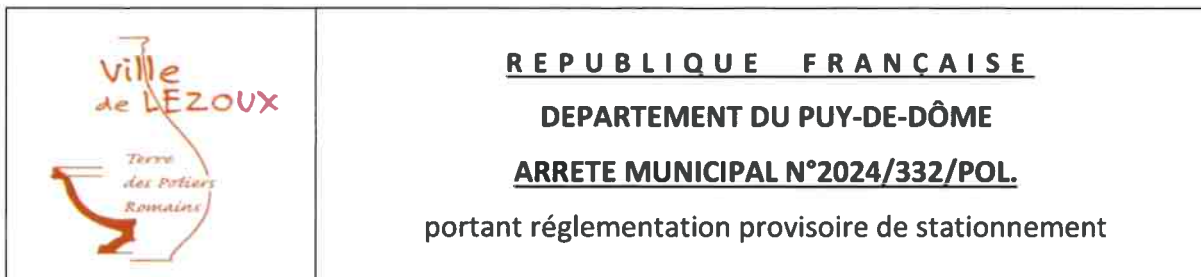 Ville
de LEZOUX
Terre
des Potiers
Romains
REPUBLIQUE FRANÇAISE
DEPARTEMENT DU PUY-DE-DÔME
ARRETE MUNICIPAL N°2024/332/POL.
portant réglementation provisoire de stationnement